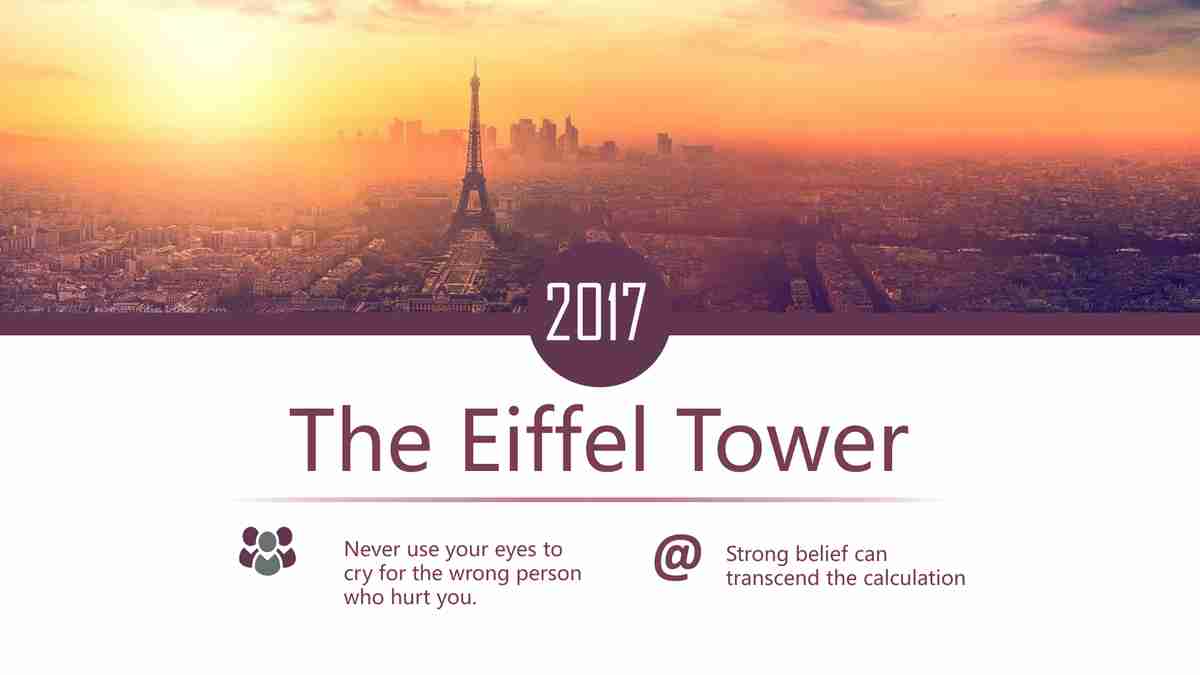 2017
The Eiffel Tower
Never use your eyes to
cry for the wrong person
who hurt you.
@
Strong belief can
transcend the calculation